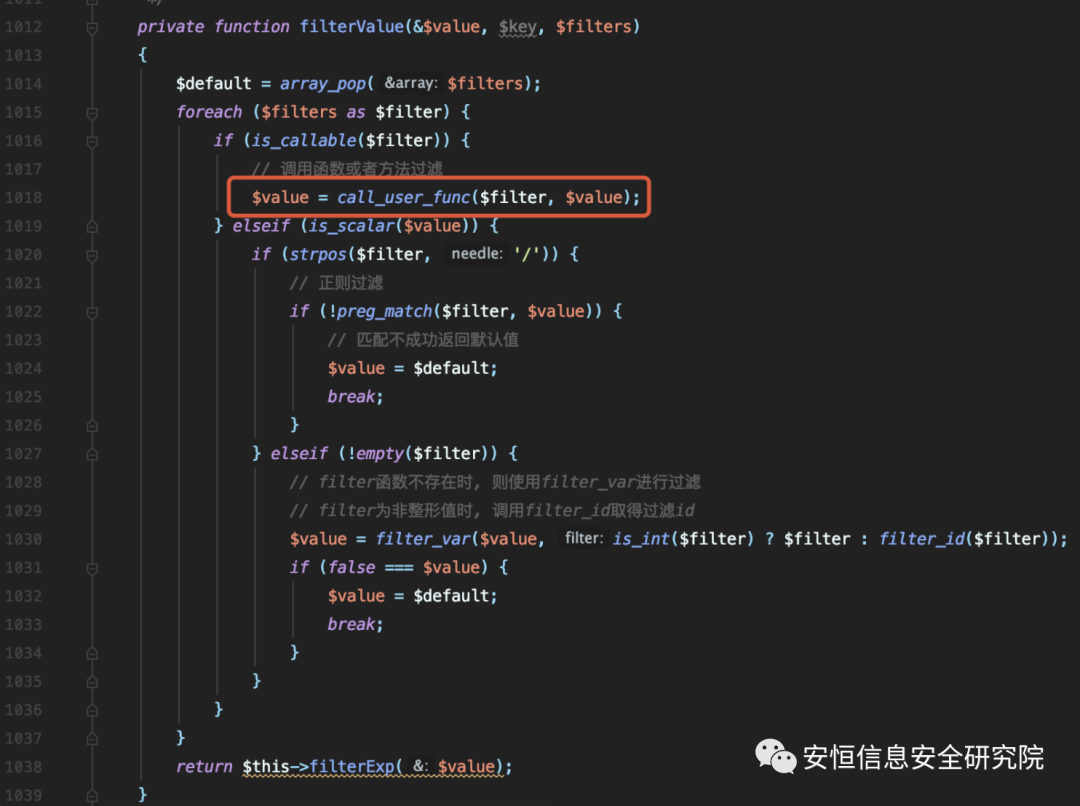 1011 */
1012 private function filterValue(&$value, $key, $filters)
1013 {
1014 $default = array_pop( &array: $filters);
1015 foreach ($filters as $filter) {
1016 if (is_callable($filter)) {
1017 // 调用函数或者方法过滤
1018 $value = call_user_func($filter, $value);
1019 } elseif (is_scalar($value)) {
1020 if (strpos($filter, needle: '/')) {
1021 // 正则过滤
1022 if (!preg_match($filter, $value)) {
1023 // 匹配不成功返回默认值
1024 $value = $default;
1025 break;
1026 }
1027 } elseif (!empty($filter)) {
1028 // filter函数不存在时, 则使用filter_var进行过滤
1029 // filter为非整形值时, 调用filter_id取得过滤id
1030 $value = filter_var($value, filter: is_int($filter) ? $filter : filter_id($filter));
1031 if (false === $value) {
1032 $value = $default;
1033 break;
1034 }
1035 }
1036 }
1037 }
1038 return $this->filterExp( &: $value);
1039 }
安恒信息安全研究院